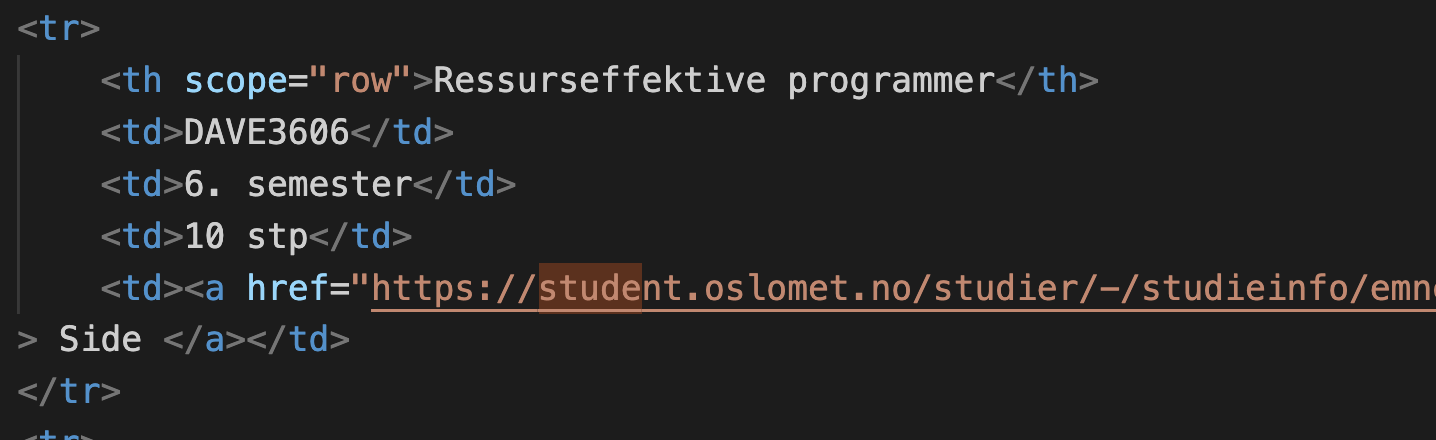 <tr>
<th scope="row">Ressurseffektive programmer</th>
<td>DAVE3606</td>
<td>6. semester</td>
<td>10 stp</td>
<td><a href="https://student.oslomet.no/studier/-/studieinfo/emne
> Side </a></td>
</tr>
<tr>